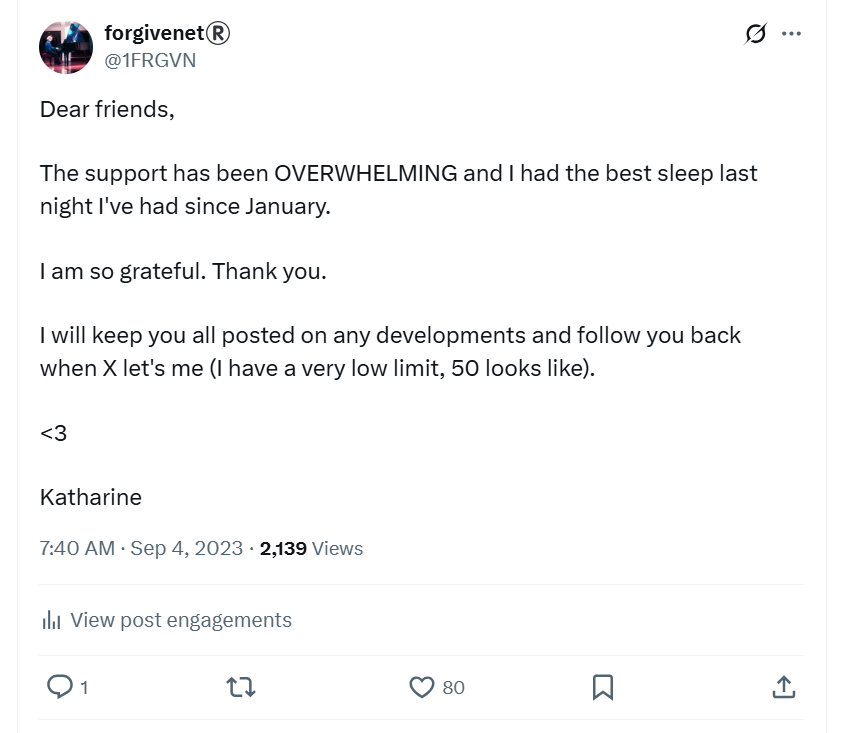 forgivenet®
@1FRGVN
Dear friends,
The support has been OVERWHELMING and I had the best sleep last
night I've had since January.
I am so grateful. Thank you.
I will keep you all posted on any developments and follow you back
when X let's me (I have a very low limit, 50 looks like).
<3
Katharine
7:40 AM · Sep 4, 2023 · 2,139 Views
View post engagements
1
80